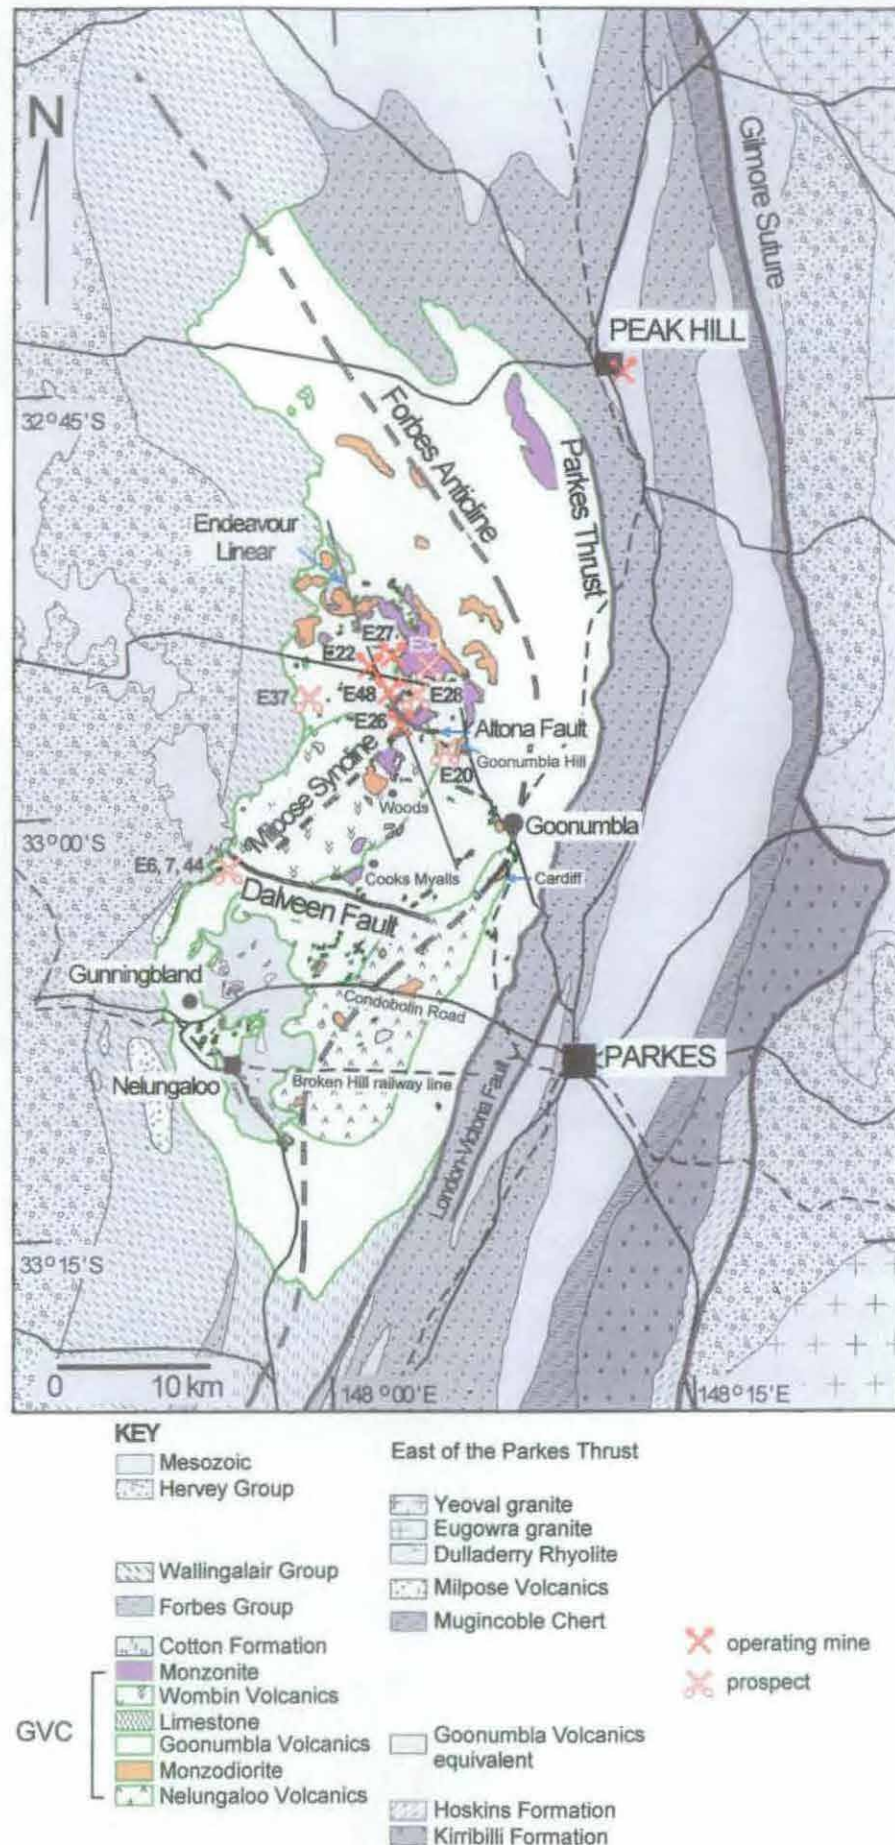 N
Gilmore Suture
PEAK HILL
32°45'S
Forbes Anticline
Parkes Thrust
Endeavour
Linear
E27
E22
E37
E48
E28
E26
Altona Fault
Goonumbla Hill
E20
Milpose Syncline
Woods
33°00'S
Goonumbla
E6, 7, 44
Cooks Myalls
Cardiff
Dalveen Fault
Gunningbland
Condobolin Road
PARKES
Nelungaloo
Broken Hill railway line
London-Victoria Fault
33°15'S
0 10 km
148°00'E
148°15'E
KEY
Mesozoic
Hervey Group
Wallingalair Group
Forbes Group
Cotton Formation
GVC
Monzonite
Wombin Volcanics
Limestone
Goonumbla Volcanics
Monzodiorite
Nelungaloo Volcanics
East of the Parkes Thrust
Yeoval granite
Eugowra granite
Dulladerry Rhyolite
Milpose Volcanics
Mugincoble Chert
Goonumbla Volcanics
equivalent
Hoskins Formation
Kirribilli Formation
operating mine
prospect